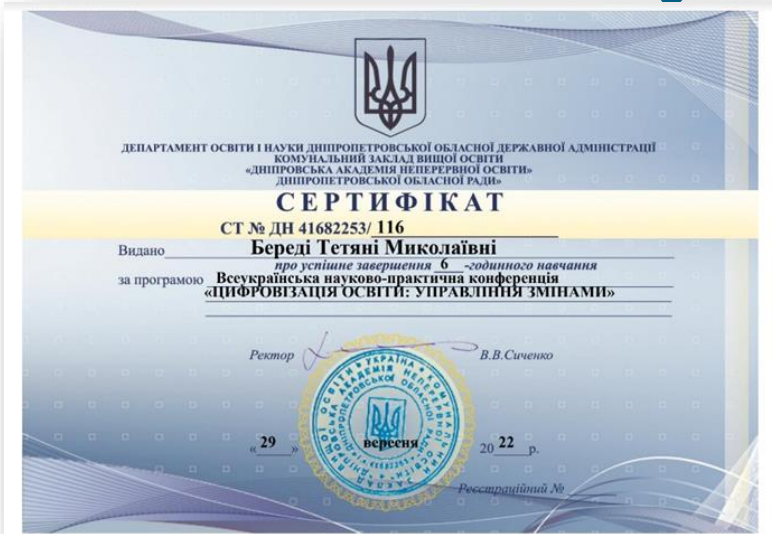 ДЕПАРТАМЕНТ ОСВІТИ І НАУКИ ДНІПРОПЕТРОВСЬКОЇ ОБЛАСНОЇ ДЕРЖАВНОЇ АДМІНІСТРАЦІЇ
КОМУНАЛЬНИЙ ЗАКЛАД ВИЩОЇ ОСВІТИ
«ДНІПРОВСЬКА АКАДЕМІЯ НЕПЕРЕРВНОЇ ОСВІТИ»
ДНІПРОПЕТРОВСЬКОЇ ОБЛАСНОЇ РАДИ»
СЕРТИФІКАТ
СТ № ДН 41682253/ 116
Видано Береді Тетяні Миколаївні
про успішне завершення 6 -годинного навчання
за програмою Всеукраїнська науково-практична конференція
«ЦИФРОВІЗАЦІЯ ОСВІТИ: УПРАВЛІННЯ ЗМІНАМИ»
Ректор В.В.Сиченко
« 29 » вересня 20 22 р.
Реєстраційний №